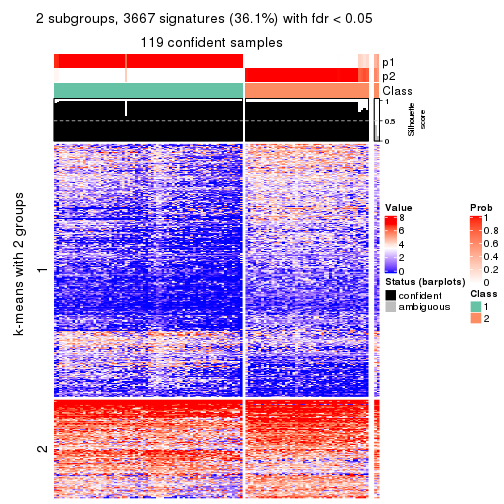 2 subgroups, 3667 signatures (36.1%) with fdr < 0.05
119 confident samples
p1
p2
Class
1
0.5
0
Silhouette
score
k-means with 2 groups
1
2
Value
8
6
4
2
0
Status (barplots)
confident
ambiguous
Prob
1
0.8
0.6
0.4
0.2
0
Class
1
2